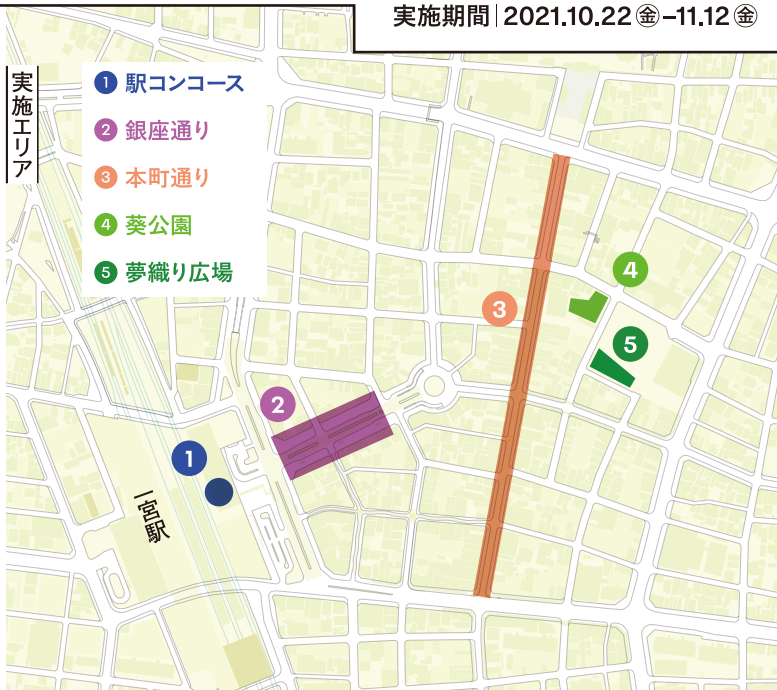 実施期間|2021.10.22㊎–11.12㊎
実施エリア
1 駅コンコース
2 銀座通り
3 本町通り
4 葵公園
5 夢織り広場
4
3
5
2
1
一宮駅